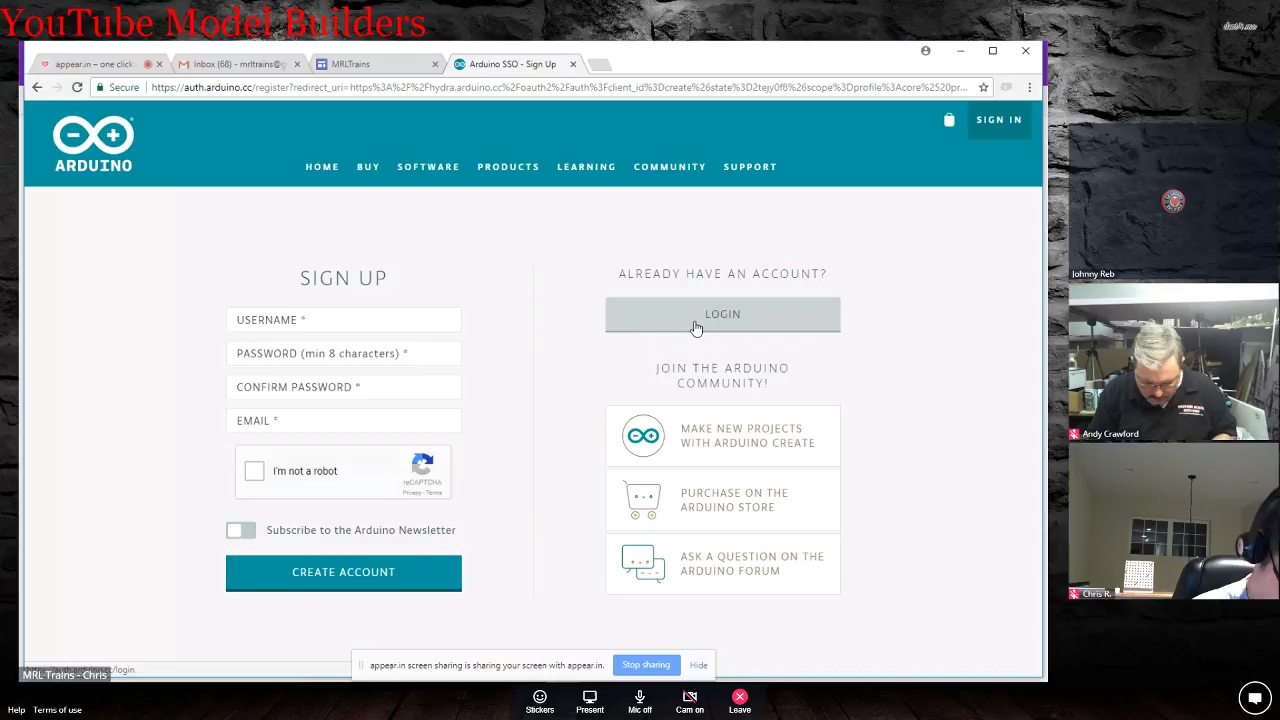 YouTube Model Builders
appear.in – one click
Inbox (68) - mrltrains@g
MRLTrains
Arduino SSO - Sign Up
Secure
https://auth.arduino.cc/register?redirect_uri=https%3A%2F%2Fhydra.arduino.cc%2Foauth2%2Fauth%3Fclient_id%3Dcreate%26state%3D2tejy0f8%26scope%3Dprofile%2Acore%2520pr...
SIGN IN
ARDUINO
HOME
BUY
SOFTWARE
PRODUCTS
LEARNING
COMMUNITY
SUPPORT
SIGN UP
USERNAME *
PASSWORD (min 8 characters) *
CONFIRM PASSWORD *
EMAIL *
I'm not a robot
reCAPTCHA
Privacy - Terms
Subscribe to the Arduino Newsletter
CREATE ACCOUNT
ALREADY HAVE AN ACCOUNT?
LOGIN
JOIN THE ARDUINO
COMMUNITY!
MAKE NEW PROJECTS
WITH ARDUINO CREATE
PURCHASE ON THE
ARDUINO STORE
ASK A QUESTION ON THE
ARDUINO FORUM
Johnny Reb
Andy Crawford
Chris R.
appear.in screen sharing is sharing your screen with appear.in.
Stop sharing
Hide
MRL Trains - Chris
Help
Terms of use
Stickers
Present
Mic off
Cam on
Leave